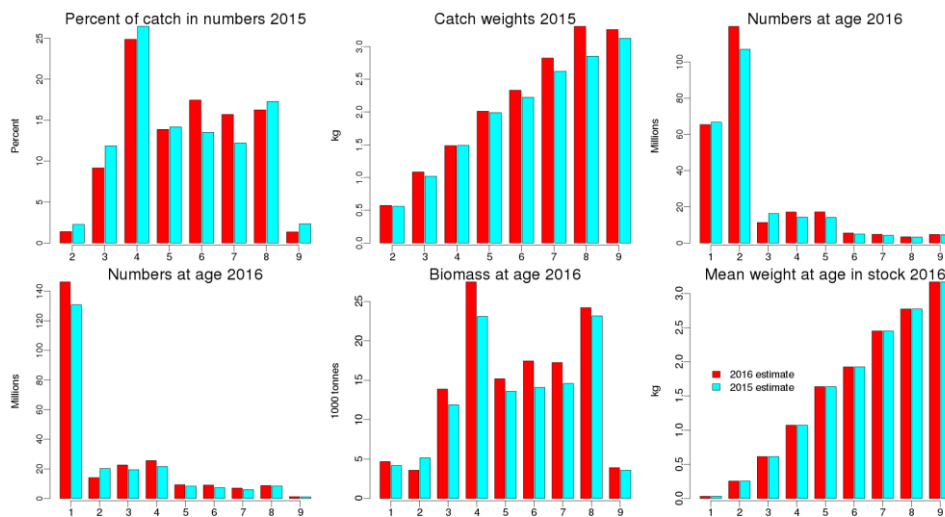 Percent of catch in numbers 2015
Percent
0 5 10 15 20 25
2 3 4 5 6 7 8 9
Catch weights 2015
kg
0.0 0.5 1.0 1.5 2.0 2.5 3.0
2 3 4 5 6 7 8 9
Numbers at age 2016
Millions
0 20 40 60 80 100
1 2 3 4 5 6 7 8 9
Numbers at age 2016
Millions
0 20 40 60 80 100 120 140
1 2 3 4 5 6 7 8 9
Biomass at age 2016
1000 tonnes
0 5 10 15 20 25
1 2 3 4 5 6 7 8 9
Mean weight at age in stock 2016
kg
0.0 0.5 1.0 1.5 2.0 2.5 3.0
2016 estimate
2015 estimate
1 2 3 4 5 6 7 8 9